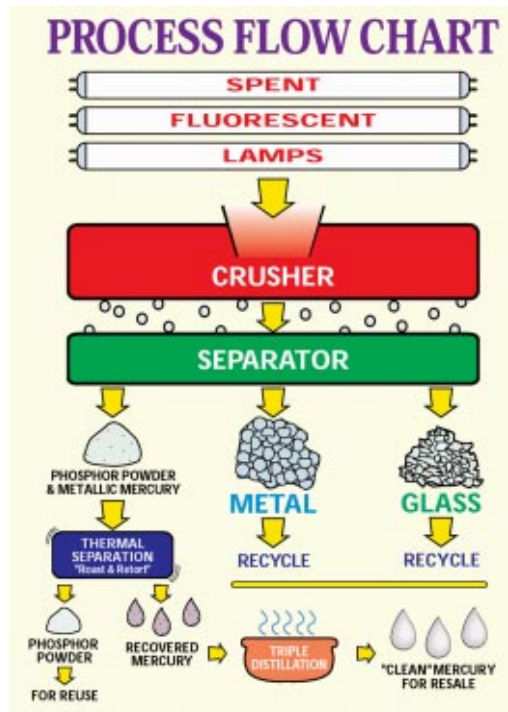 PROCESS FLOW CHART
SPENT
FLUORESCENT
LAMPS
CRUSHER
SEPARATOR
PHOSPHOR POWDER
& METALLIC MERCURY
METAL
GLASS
THERMAL
SEPARATION
"Roast & Retort"
RECYCLE
RECYCLE
PHOSPHOR
POWDER
RECOVERED
MERCURY
TRIPLE
DISTILLATION
"CLEAN" MERCURY
FOR RESALE
FOR REUSE